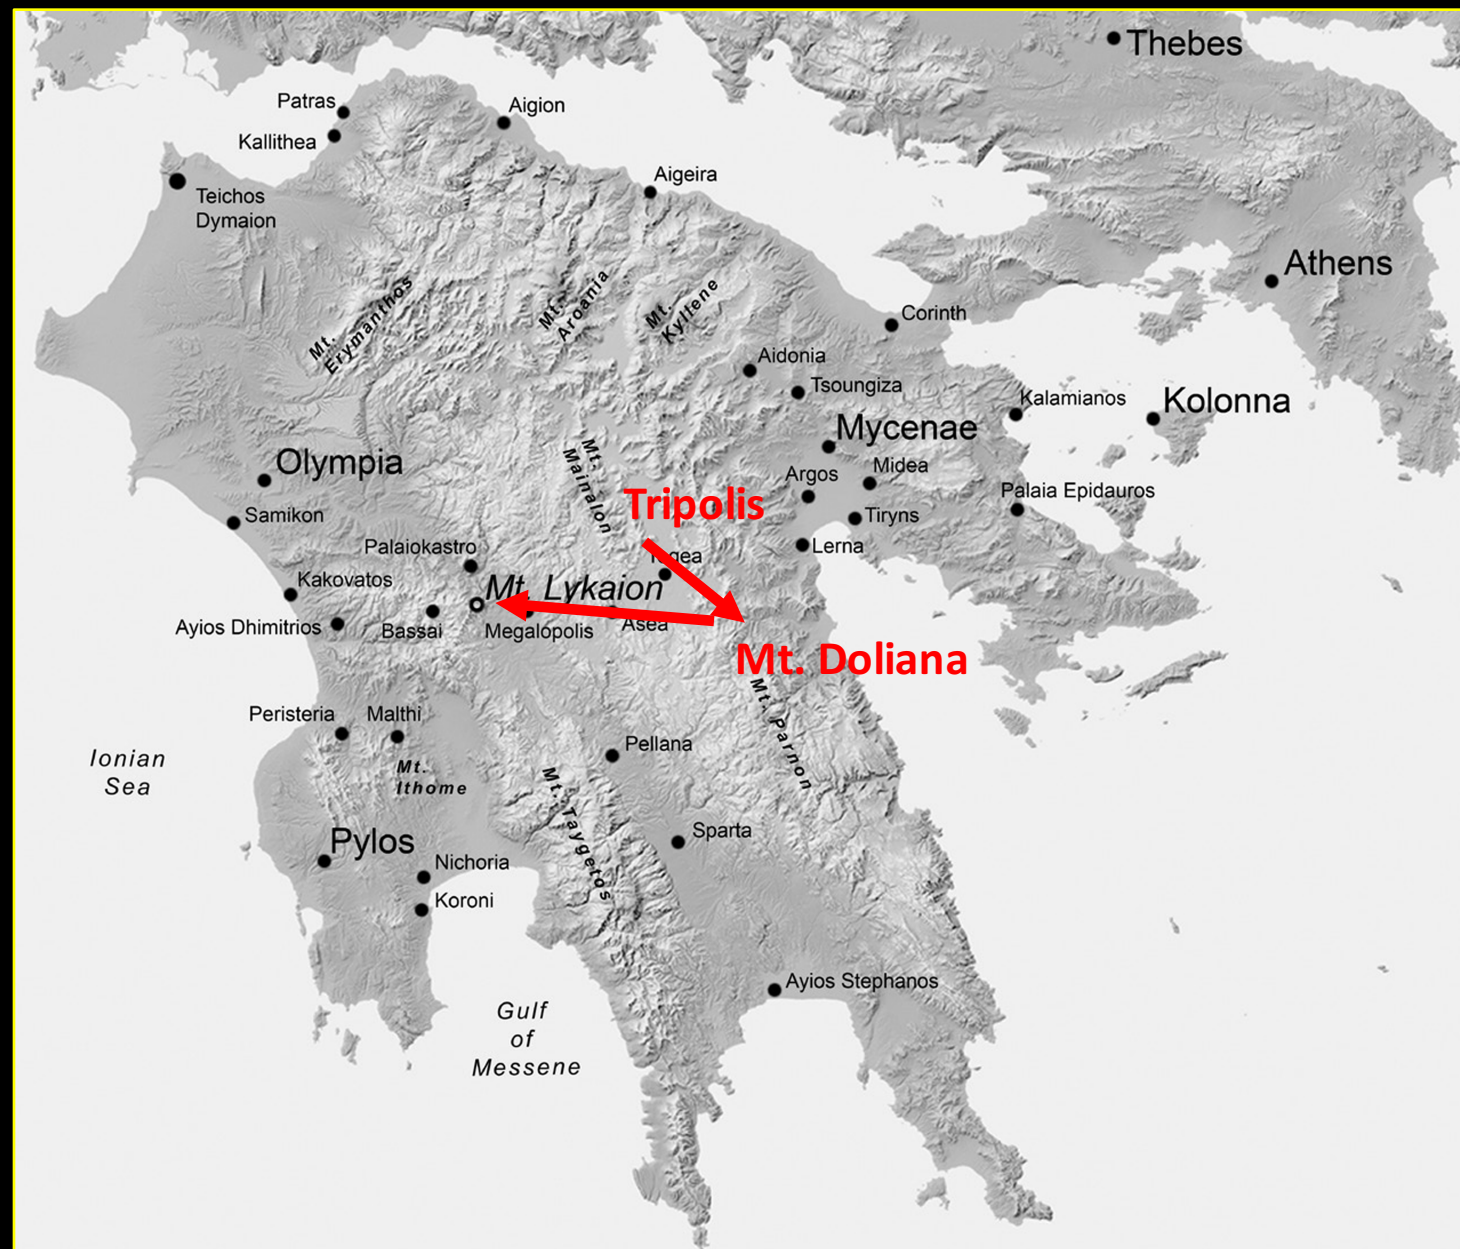 Thebes
Patras
Aigion
Kallithea
Aigeira
Teichos
Dymaion
Athens
Mt.
Erymanthos
Mt.
Aroania
Mt.
Kyllene
Corinth
Aidonia
Tsoungiza
Kalamianos
Kolonna
Mycenae
Mt.
Mainalon
Olympia
Argos
Midea
Palaia Epidauros
Tripolis
Samikon
Tiryns
Palaiokastro
Lerna
Kakovatos
Mt. Lykaion
Ayios Dhimitrios
Bassai
Megalopolis
Asea
Mt. Doliana
Mt. Parnon
Peristeria
Malthi
Pellana
Ionian
Sea
Mt.
Ithome
Mt. Taygetos
Pylos
Sparta
Nichoria
Koroni
Ayios Stephanos
Gulf
of
Messene